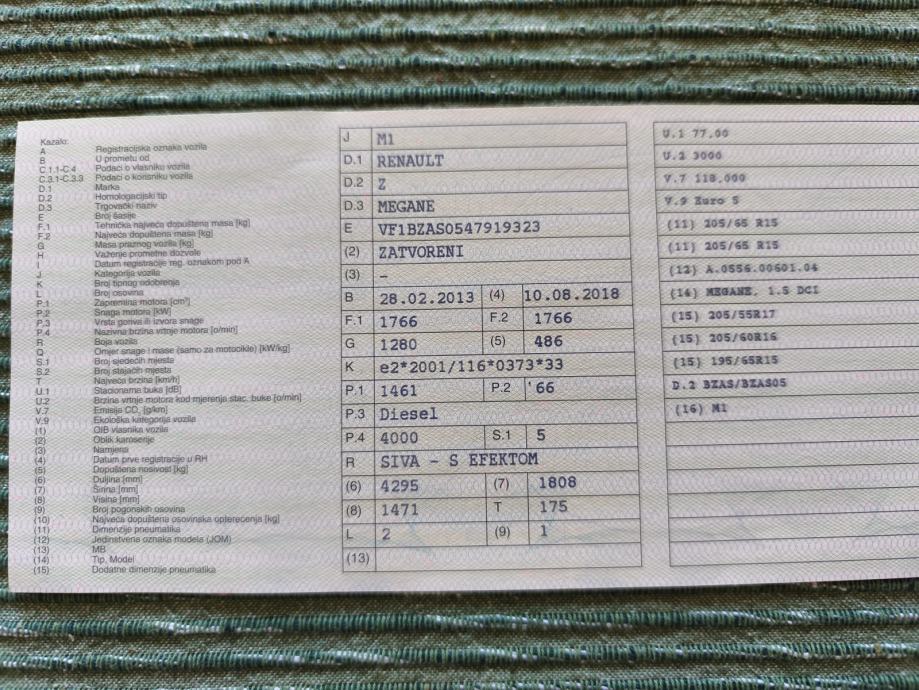 Kazalo:
A Registracijska oznaka vozila
B U prometu od
C.1.1-C.4 Podaci o vlasniku vozila
C.3.1-C.3.3 Podaci o korisniku vozila
D.1 Marka
D.2 Homologacijski tip
D.3 Trgovački naziv
E Broj šasije
F.1 Tehnička najveća dopuštena masa [kg]
F.2 Najveća dopuštena masa [kg]
G Masa praznog vozila [kg]
H Važenje prometne dozvole
I Datum registracije reg. oznakom pod A
J Kategorija vozila
K Broj tipnog odobrenja
L Broj osovina
P.1 Zapremina motora [cm³]
P.2 Snaga motora [kW]
P.3 Vrsta goriva ili izvora snage
P.4 Nazivna brzina vrtnje motora [o/min]
R Boja vozila
Q Omjer snage i mase (samo za motocikle) [kW/kg]
S.1 Broj sjedećih mjesta
S.2 Broj stajaćih mjesta
T Najveća brzina [km/h]
U.1 Stacionarna buka [dB]
U.2 Brzina vrtnje motora kod mjerenja stac. buke [o/min]
V.7 Emisija CO₂ [g/km]
V.9 Ekološka kategorija vozila
(1) OIB vlasnika vozila
(2) Oblik karoserije
(3) Namjena
(4) Datum prve registracije u RH
(5) Dopuštena nosivost [kg]
(6) Duljina [mm]
(7) Širina [mm]
(8) Visina [mm]
(9) Broj pogonskih osovina
(10) Najveća dopuštena osovinska opterećenja [kg]
(11) Dimenzije pneumatika
(12) Jedinstvena oznaka modela (JOM)
(13) MB
(14) Tip, Model
(15) Dodatne dimenzije pneumatika
J M1
D.1 RENAULT
D.2 Z
D.3 MEGANE
E VF1BZAS0547919323
(2) ZATVORENI
(3) –
B 28.02.2013 (4) 10.08.2018
F.1 1766 F.2 1766
G 1280 (5) 486
K e2*2001/116*0373*33
P.1 1461 P.2 '66
P.3 Diesel
P.4 4000 S.1 5
R SIVA - S EFEKTOM
(6) 4295 (7) 1808
(8) 1471 T 175
L 2 (9) 1
(13)
U.1 77.00
U.2 3000
V.7 118.000
V.9 Euro 5
(11) 205/65 R15
(11) 205/65 R15
(12) A.0556.00601.04
(14) MEGANE, 1.5 DCI
(15) 205/55R17
(15) 205/60R16
(15) 195/65R15
D.2 BZAS/BZAS05
(16) M1